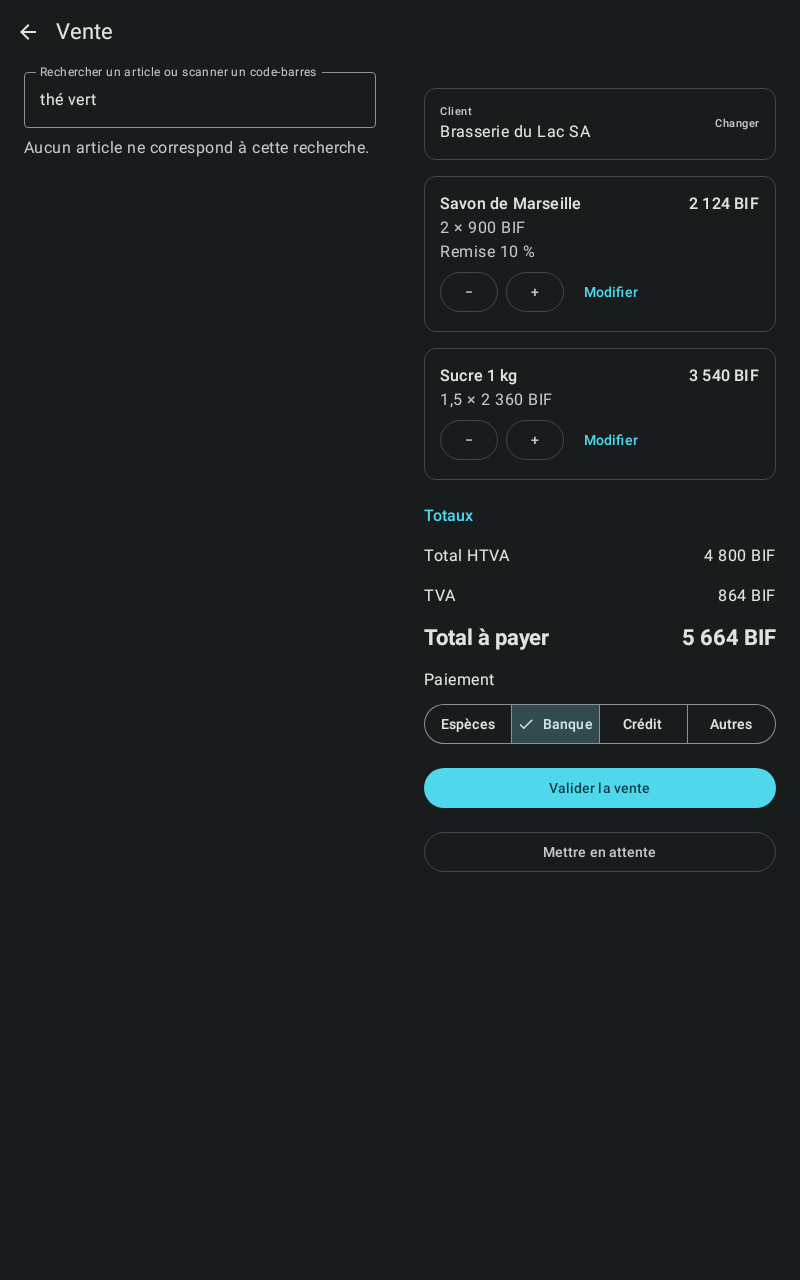 Vente
Rechercher un article ou scanner un code-barres
thé vert
Aucun article ne correspond à cette recherche.
Client
Brasserie du Lac SA
Changer
Savon de Marseille 2 124 BIF
2 × 900 BIF
Remise 10 %
− + Modifier
Sucre 1 kg 3 540 BIF
1,5 × 2 360 BIF
− + Modifier
Totaux
Total HTVA 4 800 BIF
TVA 864 BIF
Total à payer 5 664 BIF
Paiement
Espèces Banque Crédit Autres
Valider la vente
Mettre en attente